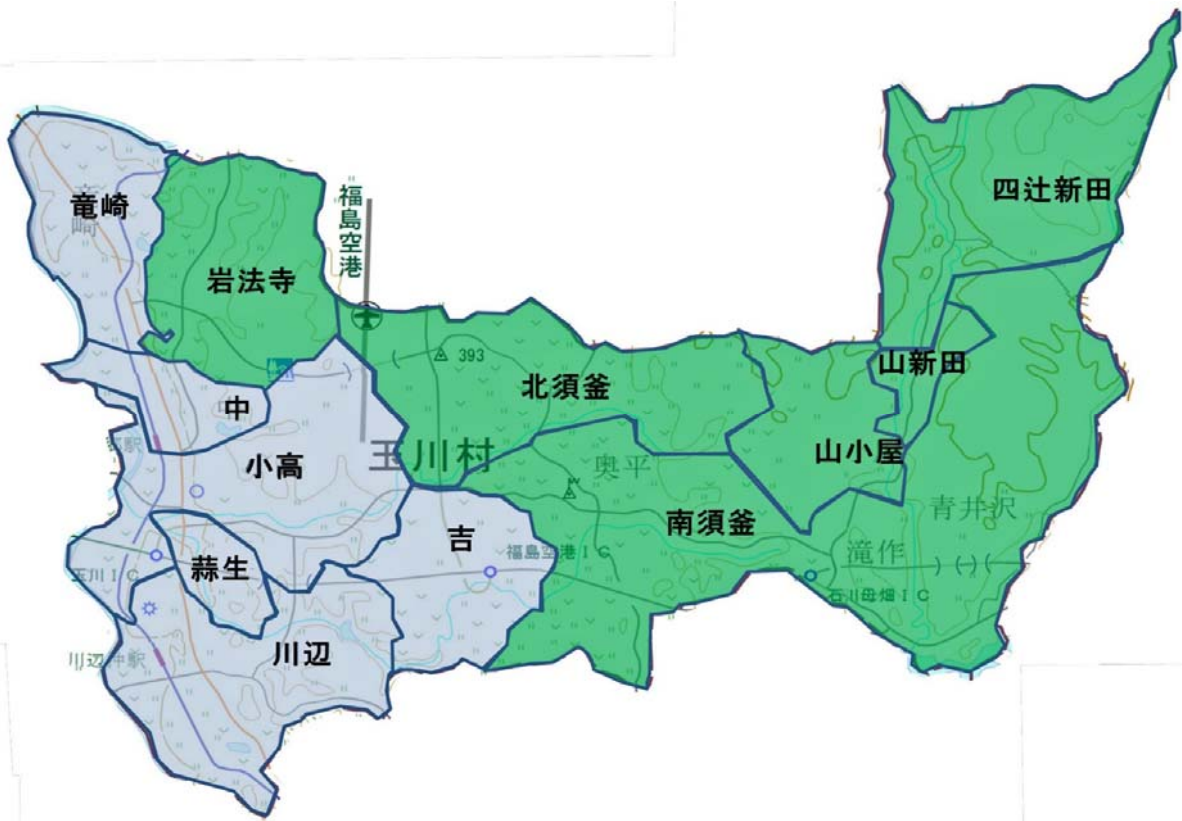 四辻新田
竜崎
竜崎
福島空港
岩法寺
393
山新田
北須釜
中
山小屋
小高
玉川村
奥平
青井沢
南須釜
吉
滝作
福島空港IC
蒜生
玉川IC
石川母畑IC
川辺
川辺沖駅